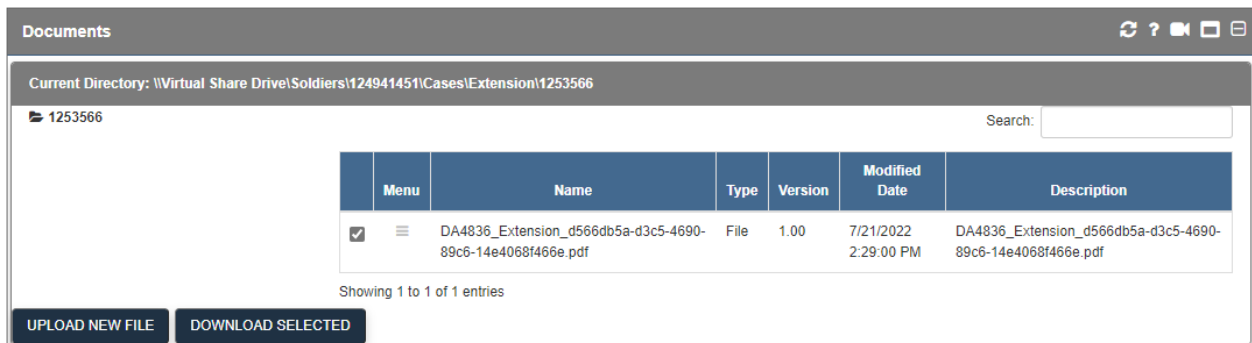 Documents
?
Current Directory: \\Virtual Share Drive\Soldiers\124941451\Cases\Extension\1253566
1253566
Search:
Menu Name Type Version Modified Date Description
DA4836_Extension_d566db5a-d3c5-4690- File 1.00 7/21/2022 DA4836_Extension_d566db5a-d3c5-4690-
89c6-14e4068f466e.pdf 2:29:00 PM 89c6-14e4068f466e.pdf
Showing 1 to 1 of 1 entries
UPLOAD NEW FILE DOWNLOAD SELECTED